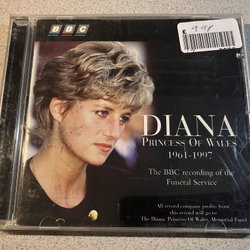 BBC
DIANA
PRINCESS OF WALES
1961-1997
The BBC recording of the
Funeral Service
All record company profits from
this record will go to
The Diana, Princess Of Wales, Memorial Fund